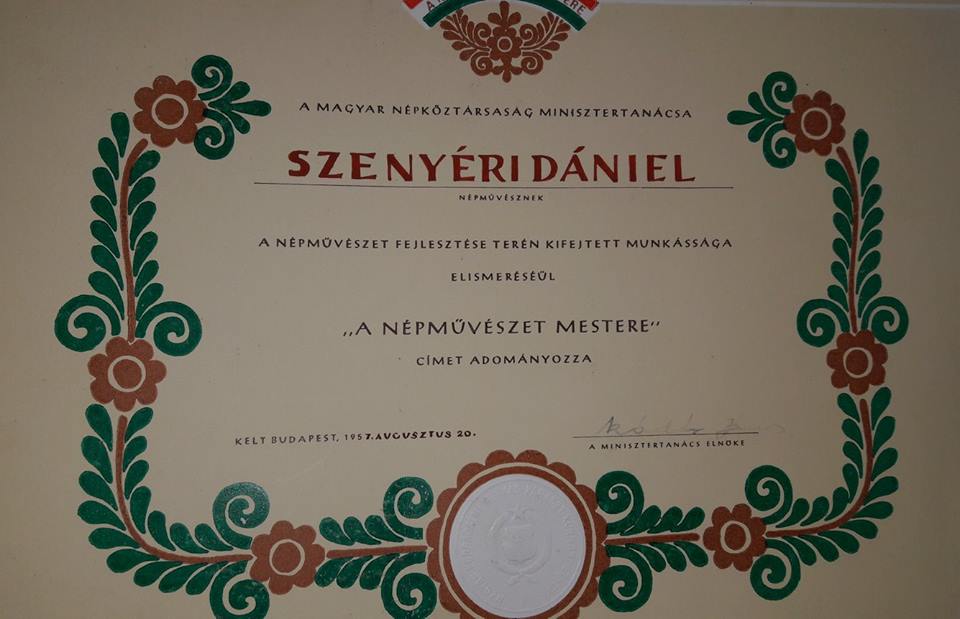 A MAGYAR NÉPKÖZTÁRSASÁG MINISZTERTANÁCSA
SZENYÉRI DÁNIEL
NÉPMŰVÉSZNEK
A NÉPMŰVÉSZET FEJLESZTÉSE TERÉN KIFEJTETT MUNKÁSSÁGA
ELISMERÉSÉÜL
„A NÉPMŰVÉSZET MESTERE”
CÍMET ADOMÁNYOZZA
KELT BUDAPEST, 1957. AUGUSZTUS 20.
A MINISZTERTANÁCS ELNÖKE